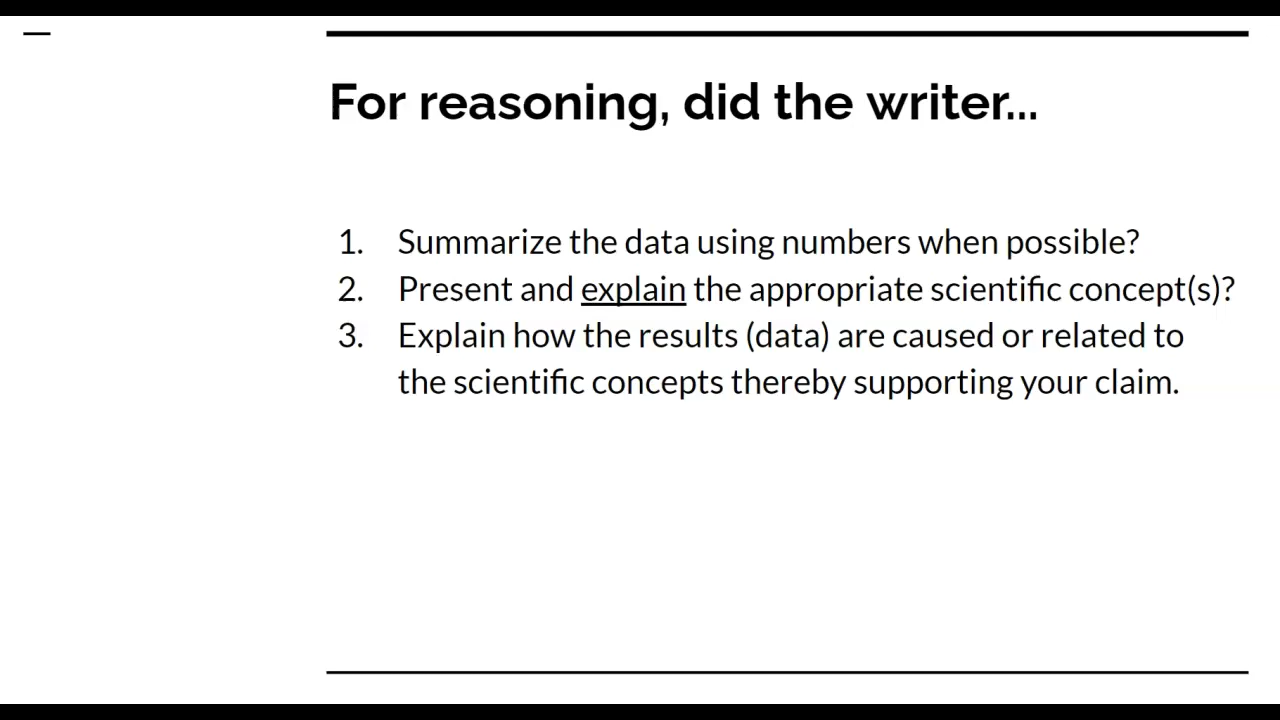 For reasoning, did the writer...
1. Summarize the data using numbers when possible?
2. Present and explain the appropriate scientific concept(s)?
3. Explain how the results (data) are caused or related to
the scientific concepts thereby supporting your claim.